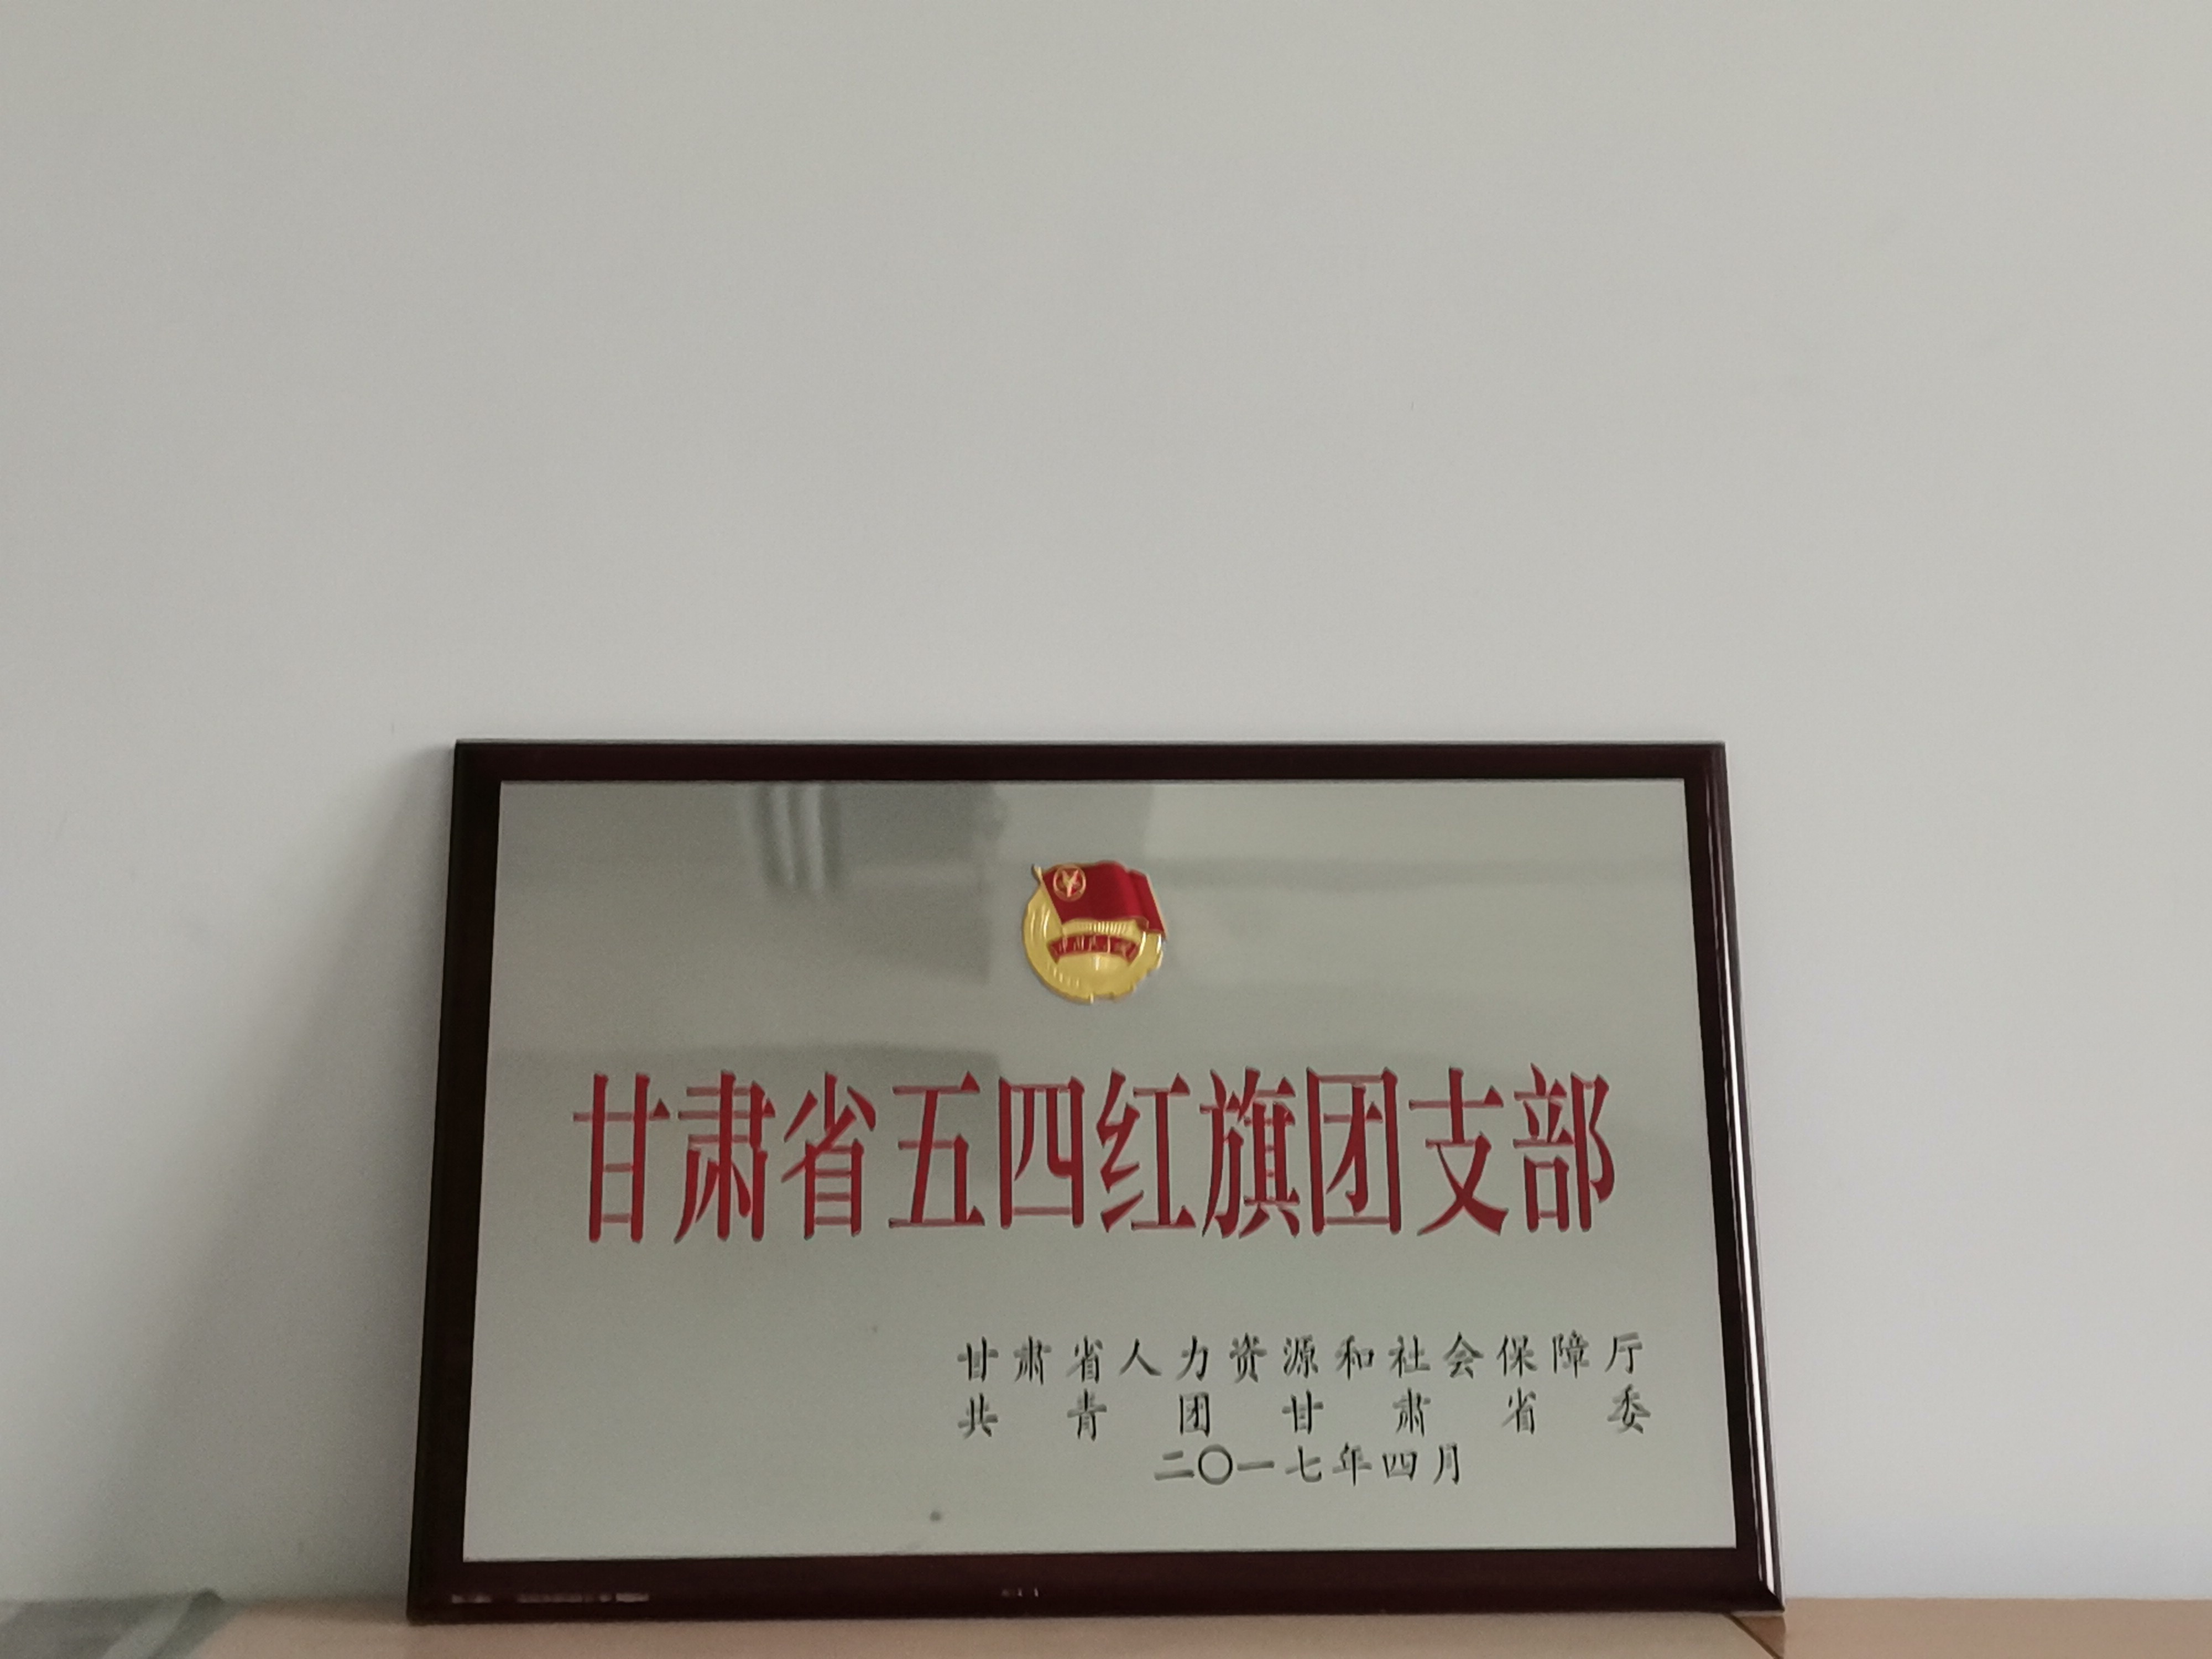 甘肃省五四红旗团支部
甘肃省人力资源和社会保障厅
共青团甘肃省委
二〇一七年四月